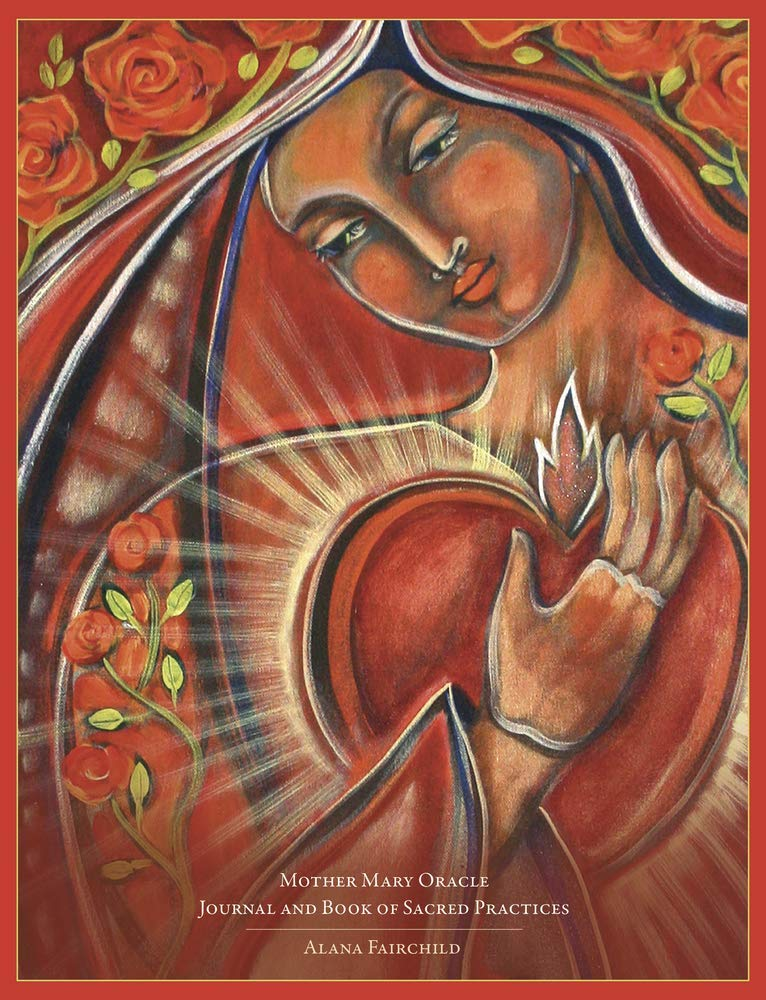 Mother Mary Oracle
Journal and Book of Sacred Practices
Alana Fairchild